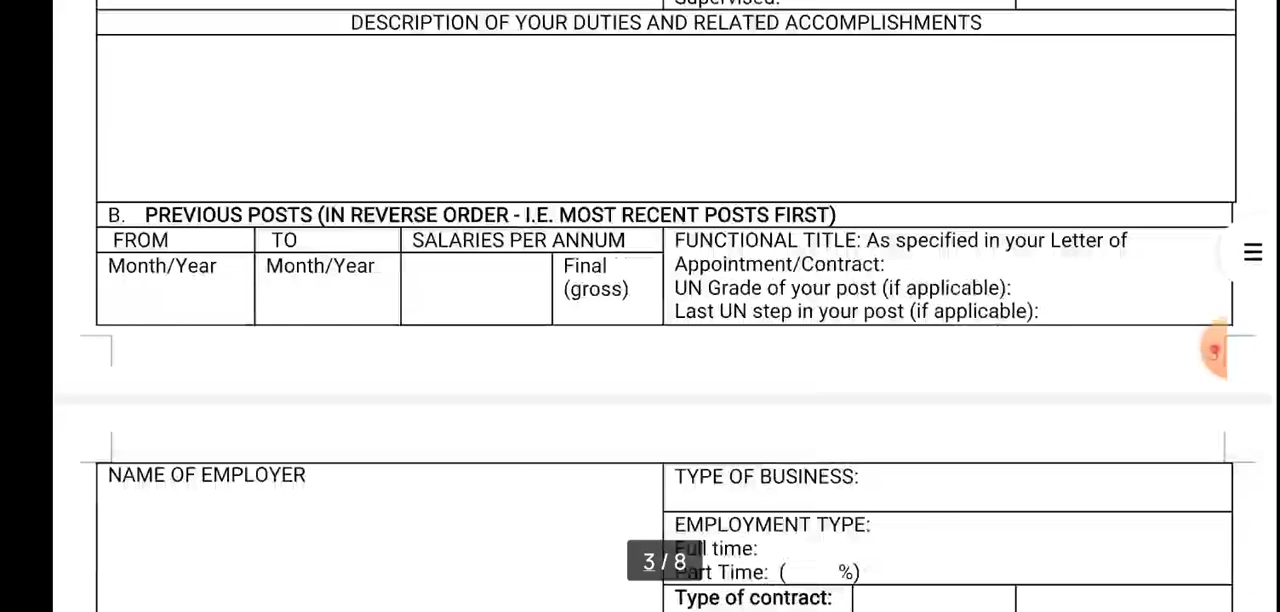 Supervised:
DESCRIPTION OF YOUR DUTIES AND RELATED ACCOMPLISHMENTS
B. PREVIOUS POSTS (IN REVERSE ORDER - I.E. MOST RECENT POSTS FIRST)
FROM TO SALARIES PER ANNUM FUNCTIONAL TITLE: As specified in your Letter of
Month/Year Month/Year Final Appointment/Contract:
(gross) UN Grade of your post (if applicable):
Last UN step in your post (if applicable):
NAME OF EMPLOYER TYPE OF BUSINESS:
EMPLOYMENT TYPE:
Full time:
Part Time: ( %)
3 / 8
Type of contract: